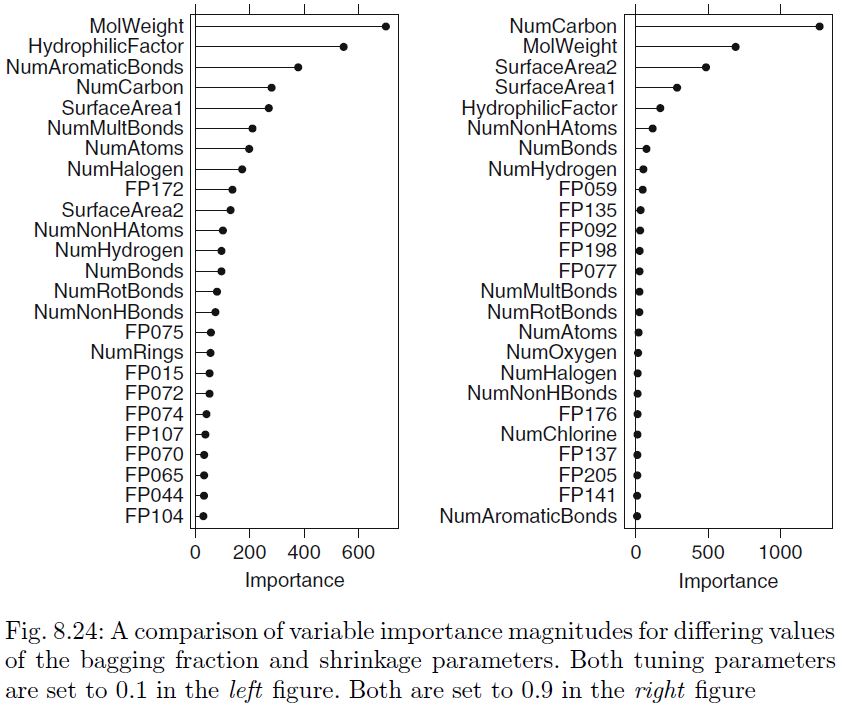 MolWeight
HydrophilicFactor
NumAromaticBonds
NumCarbon
SurfaceArea1
NumMultBonds
NumAtoms
NumHalogen
FP172
SurfaceArea2
NumNonHAtoms
NumHydrogen
NumBonds
NumRotBonds
NumNonHBonds
FP075
NumRings
FP015
FP072
FP074
FP107
FP070
FP065
FP044
FP104
0 200 400 600
Importance
NumCarbon
MolWeight
SurfaceArea2
SurfaceArea1
HydrophilicFactor
NumNonHAtoms
NumBonds
NumHydrogen
FP059
FP135
FP092
FP198
FP077
NumMultBonds
NumRotBonds
NumAtoms
NumOxygen
NumHalogen
NumNonHBonds
FP176
NumChlorine
FP137
FP205
FP141
NumAromaticBonds
0 500 1000
Importance
Fig. 8.24: A comparison of variable importance magnitudes for differing values
of the bagging fraction and shrinkage parameters. Both tuning parameters
are set to 0.1 in the left figure. Both are set to 0.9 in the right figure